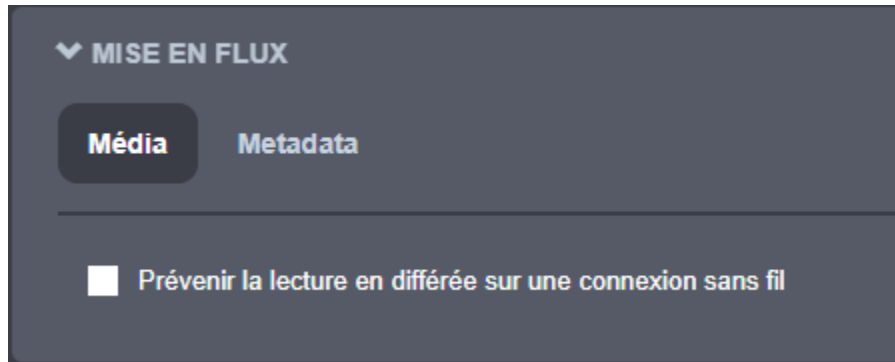 MISE EN FLUX
Média Metadata
Prévenir la lecture en différée sur une connexion sans fil